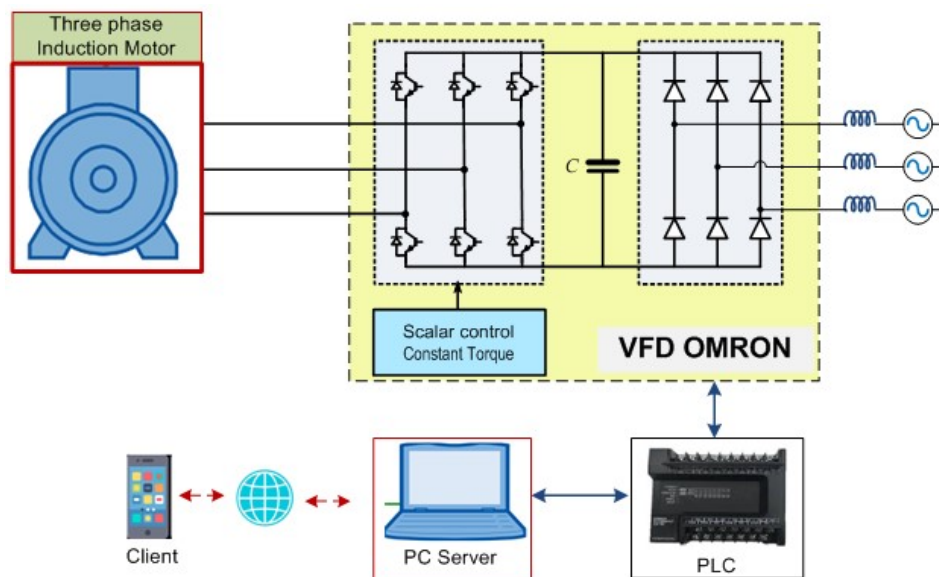 Three phase
Induction Motor
C
Scalar control
Constant Torque
VFD OMRON
Client
PC Server
PLC